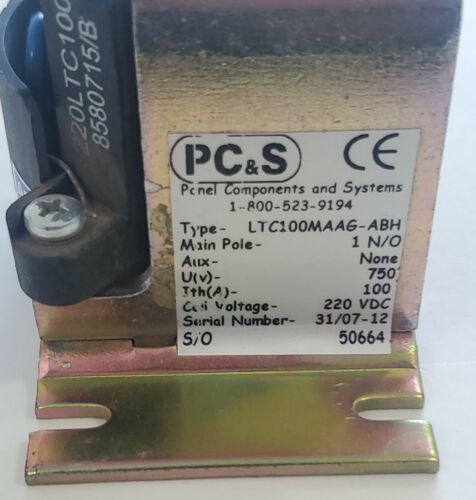 220LTC100
8580715/B
PC&S CE
Panel Components and Systems
1-800-523-9194
Type- LTC100MAAG-ABH
Main Pole- 1 N/O
Aux- None
U(v)- 750
Ith(A)- 100
Coil Voltage- 220 VDC
Serial Number- 31/07-12
S/O 50664